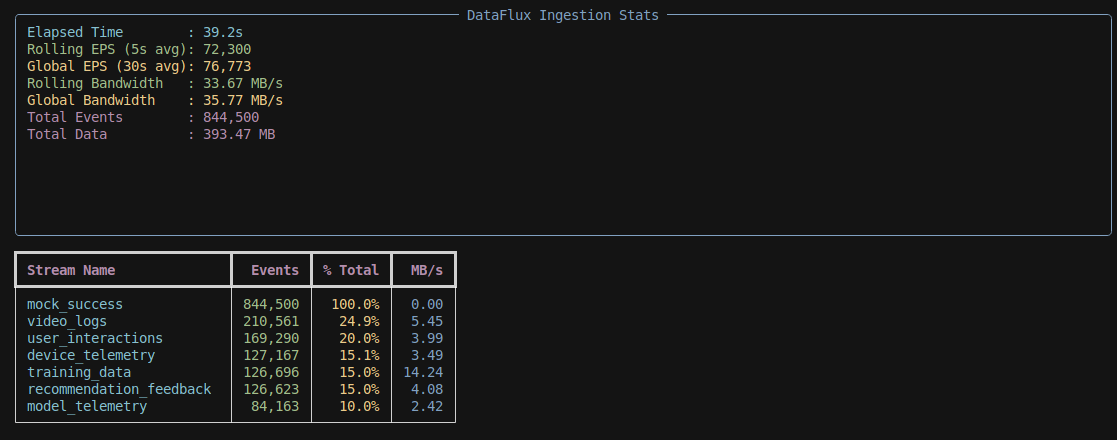 DataFlux Ingestion Stats
Elapsed Time        : 39.2s
Rolling EPS (5s avg): 72,300
Global EPS (30s avg): 76,773
Rolling Bandwidth   : 33.67 MB/s
Global Bandwidth    : 35.77 MB/s
Total Events        : 844,500
Total Data          : 393.47 MB
Stream Name Events % Total MB/s
mock_success 844,500 100.0% 0.00
video_logs 210,561 24.9% 5.45
user_interactions 169,290 20.0% 3.99
device_telemetry 127,167 15.1% 3.49
training_data 126,696 15.0% 14.24
recommendation_feedback 126,623 15.0% 4.08
model_telemetry 84,163 10.0% 2.42